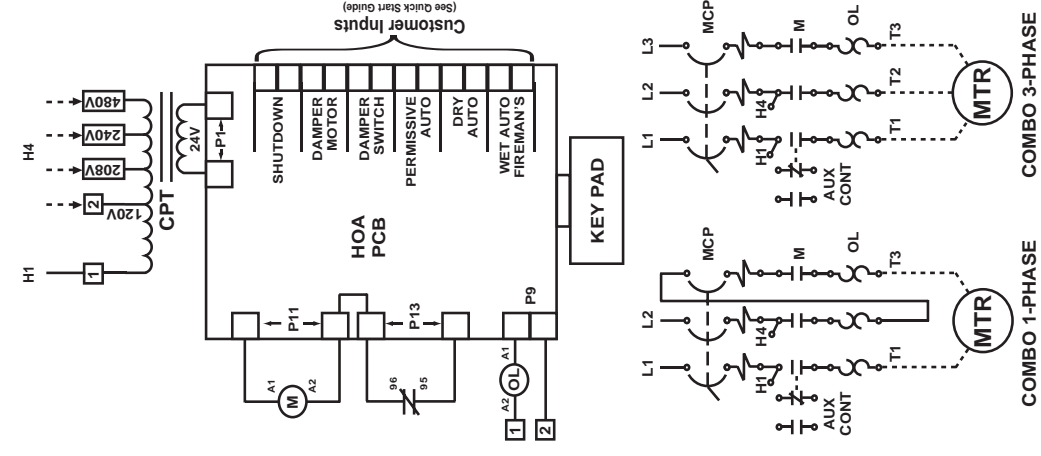 Customer Inputs
(See Quick Start Guide)
H1
H4
1
2
208V
240V
480V
120V
CPT
24V
P1
SHUTDOWN
DAMPER
MOTOR
DAMPER
SWITCH
PERMISSIVE
AUTO
DRY
AUTO
WET AUTO
FIREMAN'S
HOA
PCB
KEY PAD
P11
P13
P9
A1
M
A2
96
95
A1
OL
A2
1
2
L1
L2
L3
MCP
H1
H4
M
AUX
CONT
OL
T1
T2
T3
MTR
COMBO 3-PHASE
L1
L2
MCP
H1
H4
M
AUX
CONT
OL
T1
T3
MTR
COMBO 1-PHASE